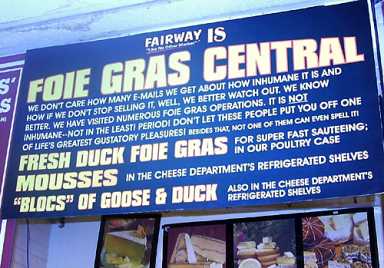 FAIRWAY IS
"Like No Other Market"
FOIE GRAS CENTRAL
WE DON'T CARE HOW MANY E-MAILS WE GET ABOUT HOW INHUMANE IT IS AND
HOW IF WE DON'T STOP SELLING IT, WELL, WE BETTER WATCH OUT. WE KNOW
BETTER. WE HAVE VISITED NUMEROUS FOIE GRAS OPERATIONS. IT IS NOT
INHUMANE--NOT IN THE LEAST! PERIOD! DON'T LET THESE PEOPLE PUT YOU OFF ONE
OF LIFE'S GREATEST GUSTATORY PLEASURES! BESIDES THAT, NOT ONE OF THEM CAN EVEN SPELL IT!
FRESH DUCK FOIE GRAS FOR SUPER FAST SAUTEEING;
IN OUR POULTRY CASE
MOUSSES IN THE CHEESE DEPARTMENT'S REFRIGERATED SHELVES
"BLOCS" OF GOOSE & DUCK ALSO IN THE CHEESE DEPARTMENT'S
REFRIGERATED SHELVES